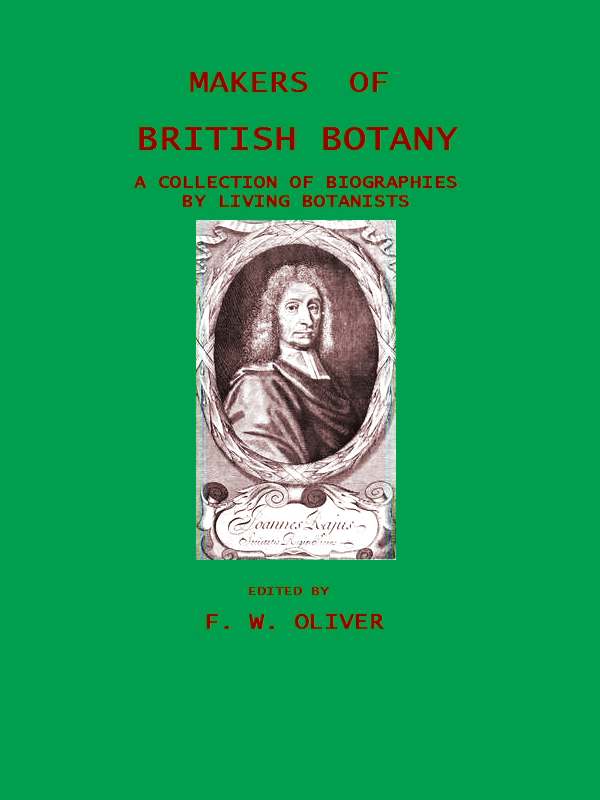 MAKERS OF
BRITISH BOTANY
A COLLECTION OF BIOGRAPHIES
BY LIVING BOTANISTS
Joannes Rajus
EDITED BY
F. W. OLIVER